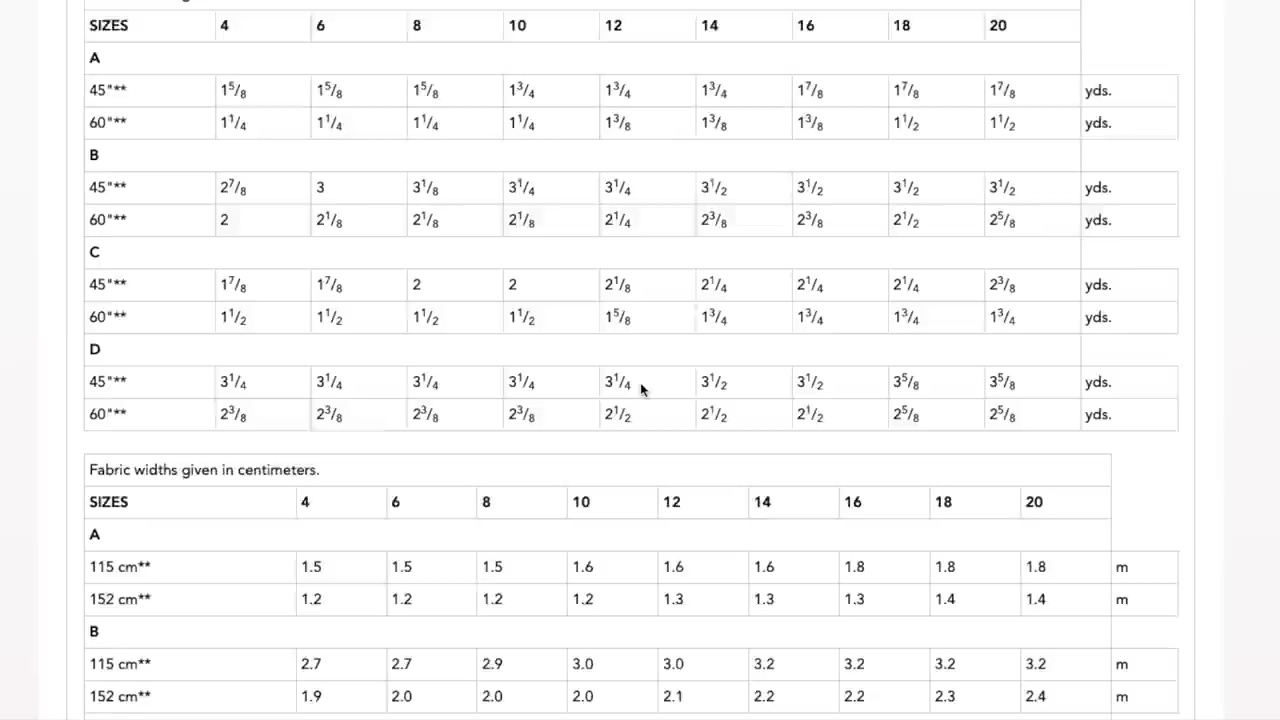 SIZES 4 6 8 10 12 14 16 18 20
A
45"** 1⁵/₈ 1⁵/₈ 1⁵/₈ 1³/₄ 1³/₄ 1³/₄ 1⁷/₈ 1⁷/₈ 1⁷/₈ yds.
60"** 1¹/₄ 1¹/₄ 1¹/₄ 1¹/₄ 1³/₈ 1³/₈ 1³/₈ 1¹/₂ 1¹/₂ yds.
B
45"** 2⁷/₈ 3 3¹/₈ 3¹/₄ 3¹/₄ 3¹/₂ 3¹/₂ 3¹/₂ 3¹/₂ yds.
60"** 2 2¹/₈ 2¹/₈ 2¹/₈ 2¹/₄ 2³/₈ 2³/₈ 2¹/₂ 2⁵/₈ yds.
C
45"** 1⁷/₈ 1⁷/₈ 2 2 2¹/₈ 2¹/₄ 2¹/₄ 2¹/₄ 2³/₈ yds.
60"** 1¹/₂ 1¹/₂ 1¹/₂ 1¹/₂ 1⁵/₈ 1³/₄ 1³/₄ 1³/₄ 1³/₄ yds.
D
45"** 3¹/₄ 3¹/₄ 3¹/₄ 3¹/₄ 3¹/₄ 3¹/₂ 3¹/₂ 3⁵/₈ 3⁵/₈ yds.
60"** 2³/₈ 2³/₈ 2³/₈ 2³/₈ 2¹/₂ 2¹/₂ 2¹/₂ 2⁵/₈ 2⁵/₈ yds.
Fabric widths given in centimeters.
SIZES 4 6 8 10 12 14 16 18 20
A
115 cm** 1.5 1.5 1.5 1.6 1.6 1.6 1.8 1.8 1.8 m
152 cm** 1.2 1.2 1.2 1.2 1.3 1.3 1.3 1.4 1.4 m
B
115 cm** 2.7 2.7 2.9 3.0 3.0 3.2 3.2 3.2 3.2 m
152 cm** 1.9 2.0 2.0 2.0 2.1 2.2 2.2 2.3 2.4 m